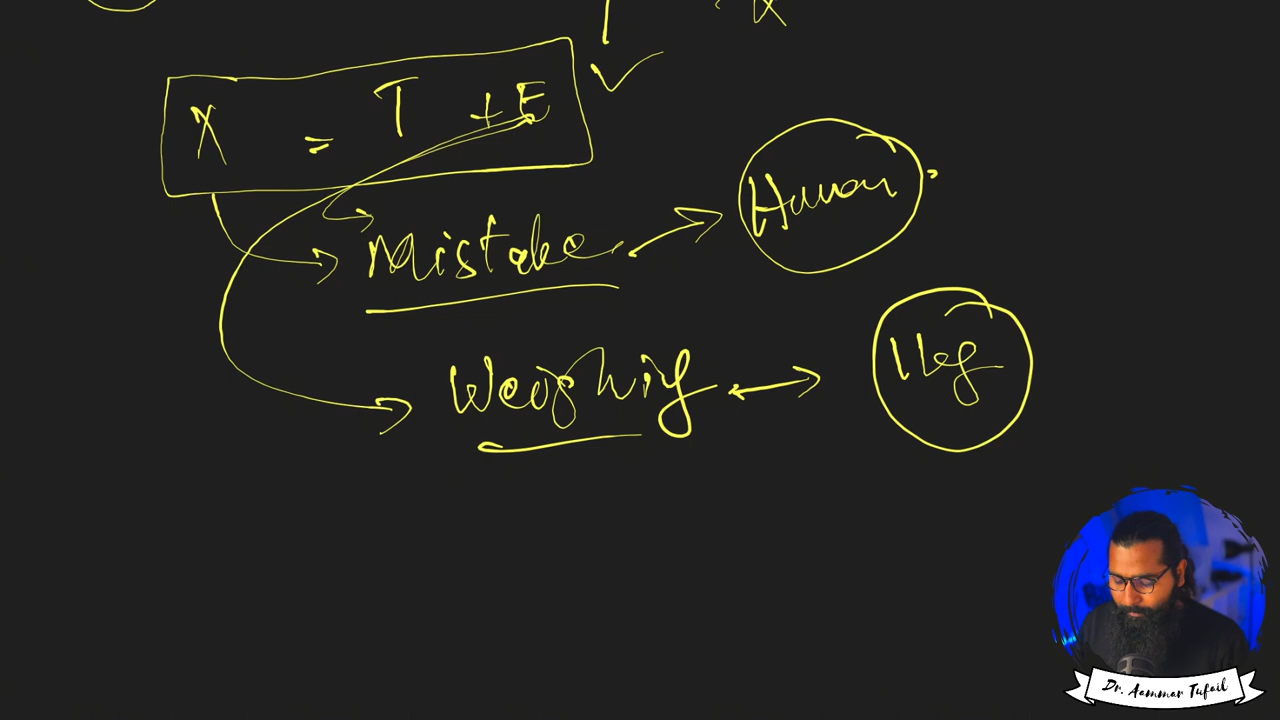 X = T + E
Mistake
Human
Weighing
1kg
Dr. Aammar Tufail